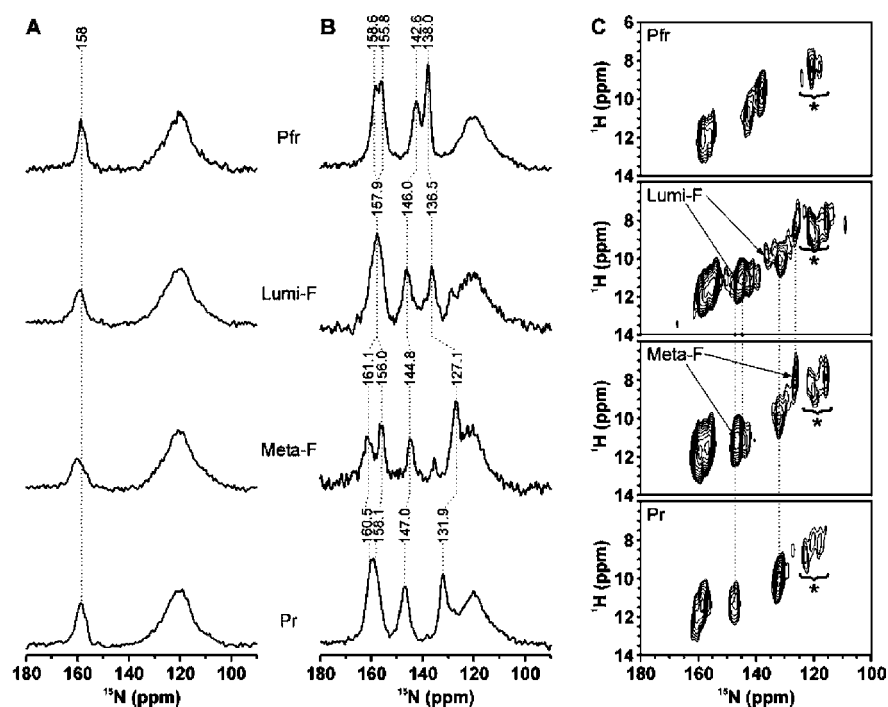 A
B
C
158
158.6
155.8
142.6
138.0
Pfr
157.9
146.0
136.5
Lumi-F
161.1
156.0
144.8
127.1
Meta-F
160.5
158.1
147.0
131.9
Pr
180 160 140 120 100
¹⁵N (ppm)
180 160 140 120 100
¹⁵N (ppm)
6
8
10
12
14
¹H (ppm)
Pfr
*
8
10
12
14
¹H (ppm)
Lumi-F
*
8
10
12
14
¹H (ppm)
Meta-F
*
8
10
12
14
¹H (ppm)
Pr
*
180 160 140 120 100
¹⁵N (ppm)